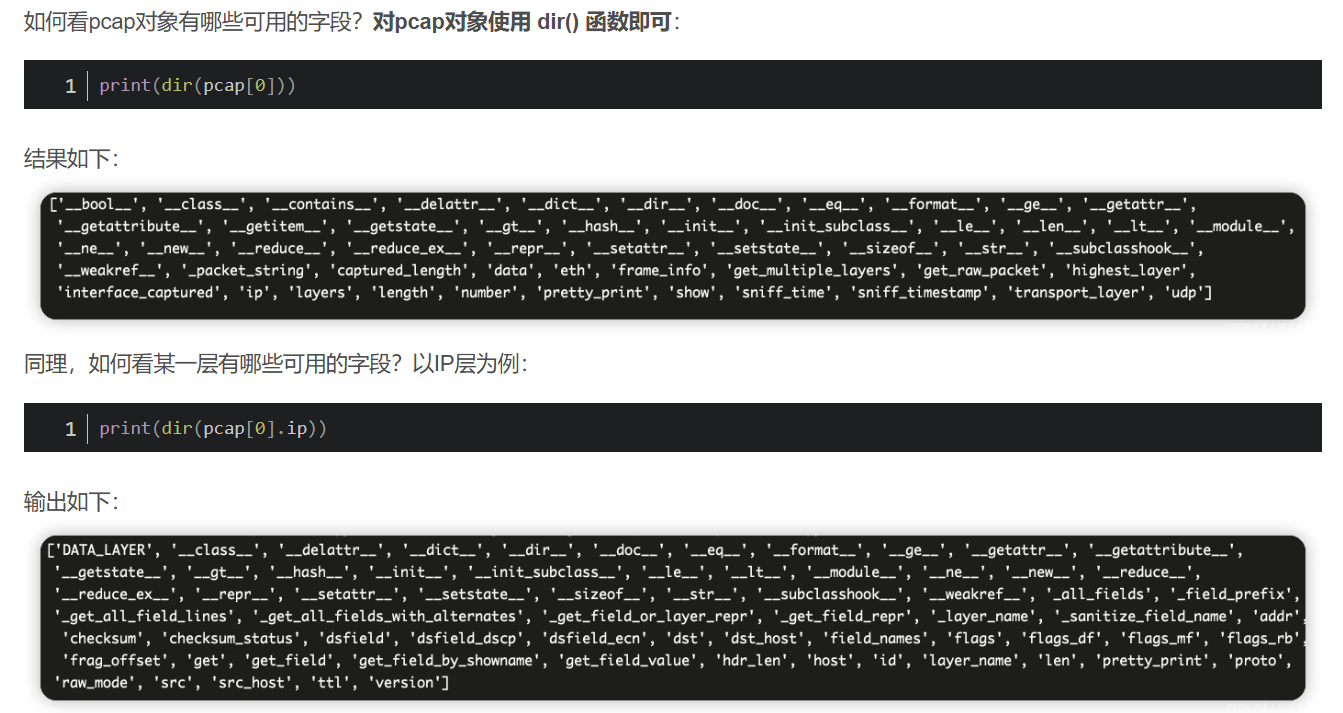 如何看pcap对象有哪些可用的字段？对pcap对象使用 dir() 函数即可：
1 print(dir(pcap[0]))
结果如下：
['__bool__', '__class__', '__contains__', '__delattr__', '__dict__', '__dir__', '__doc__', '__eq__', '__format__', '__ge__', '__getattr__',
'__getattribute__', '__getitem__', '__getstate__', '__gt__', '__hash__', '__init__', '__init_subclass__', '__le__', '__len__', '__lt__', '__module__',
'__ne__', '__new__', '__reduce__', '__reduce_ex__', '__repr__', '__setattr__', '__setstate__', '__sizeof__', '__str__', '__subclasshook__',
'__weakref__', '_packet_string', 'captured_length', 'data', 'eth', 'frame_info', 'get_multiple_layers', 'get_raw_packet', 'highest_layer',
'interface_captured', 'ip', 'layers', 'length', 'number', 'pretty_print', 'show', 'sniff_time', 'sniff_timestamp', 'transport_layer', 'udp']
同理，如何看某一层有哪些可用的字段？以IP层为例：
1 print(dir(pcap[0].ip))
输出如下：
['DATA_LAYER', '__class__', '__delattr__', '__dict__', '__dir__', '__doc__', '__eq__', '__format__', '__ge__', '__getattr__', '__getattribute__',
'__getstate__', '__gt__', '__hash__', '__init__', '__init_subclass__', '__le__', '__lt__', '__module__', '__ne__', '__new__', '__reduce__',
'__reduce_ex__', '__repr__', '__setattr__', '__setstate__', '__sizeof__', '__str__', '__subclasshook__', '__weakref__', '_all_fields', '_field_prefix',
'_get_all_field_lines', '_get_all_fields_with_alternates', '_get_field_or_layer_repr', '_get_field_repr', '_layer_name', '_sanitize_field_name', 'addr',
'checksum', 'checksum_status', 'dsfield', 'dsfield_dscp', 'dsfield_ecn', 'dst', 'dst_host', 'field_names', 'flags', 'flags_df', 'flags_mf', 'flags_rb',
'frag_offset', 'get', 'get_field', 'get_field_by_showname', 'get_field_value', 'hdr_len', 'host', 'id', 'layer_name', 'len', 'pretty_print', 'proto',
'raw_mode', 'src', 'src_host', 'ttl', 'version']